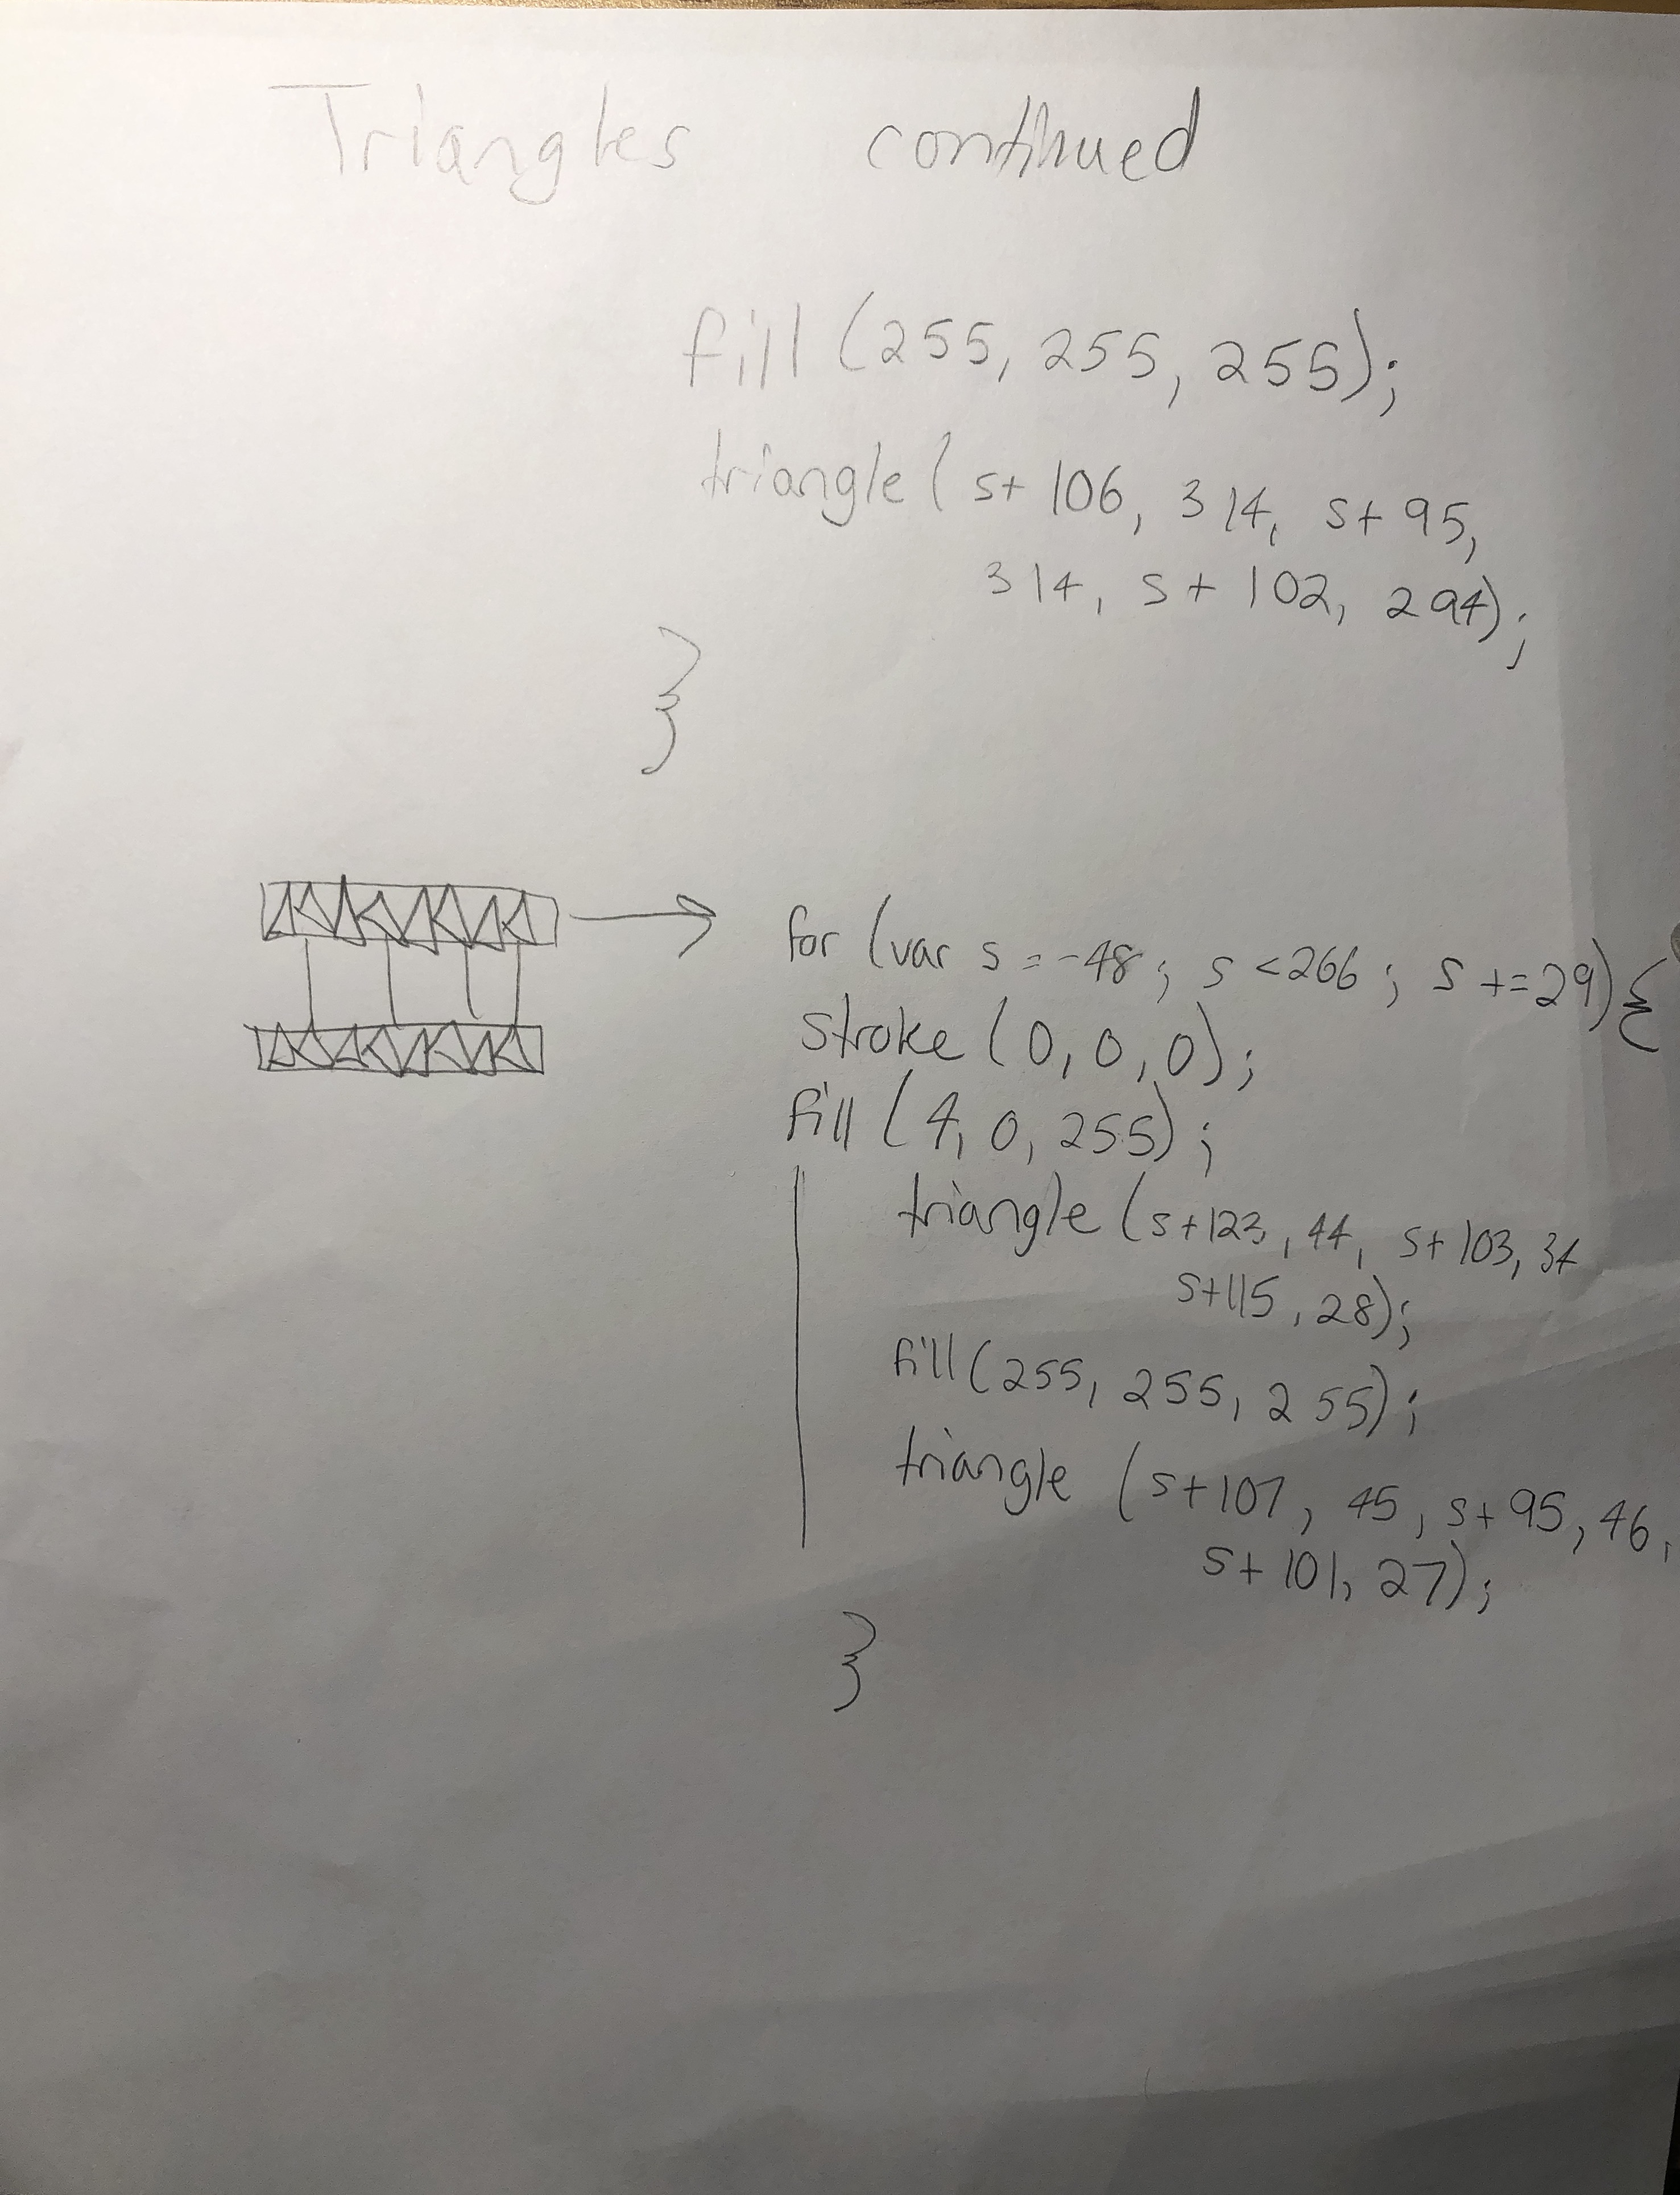 Triangles continued
fill (255, 255, 255);
triangle (s+ 106, 314, s+95,
314, s+ 102, 294);
}
for (var s=-48; s<266; s+=29){
stroke (0,0,0);
fill (4,0,255);
triangle (s+123,44, s+103,34
s+115,28);
fill(255,255,255);
triangle (s+107, 45, s+95,46,
s+101,27);
}